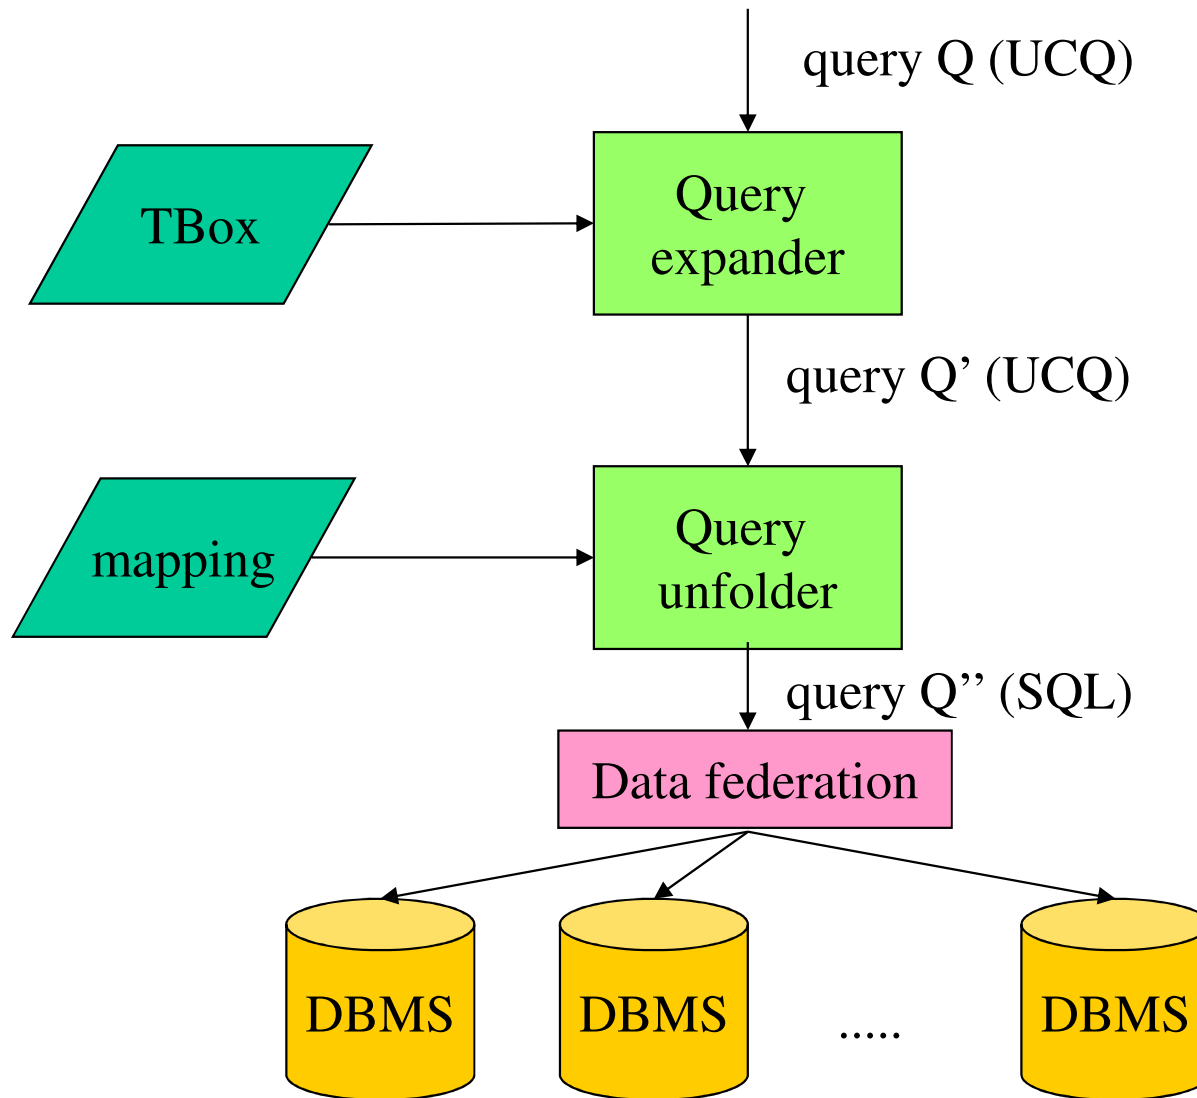 query Q (UCQ)
TBox
Query
expander
query Q’ (UCQ)
mapping
Query
unfolder
query Q’’ (SQL)
Data federation
DBMS
DBMS
.....
DBMS